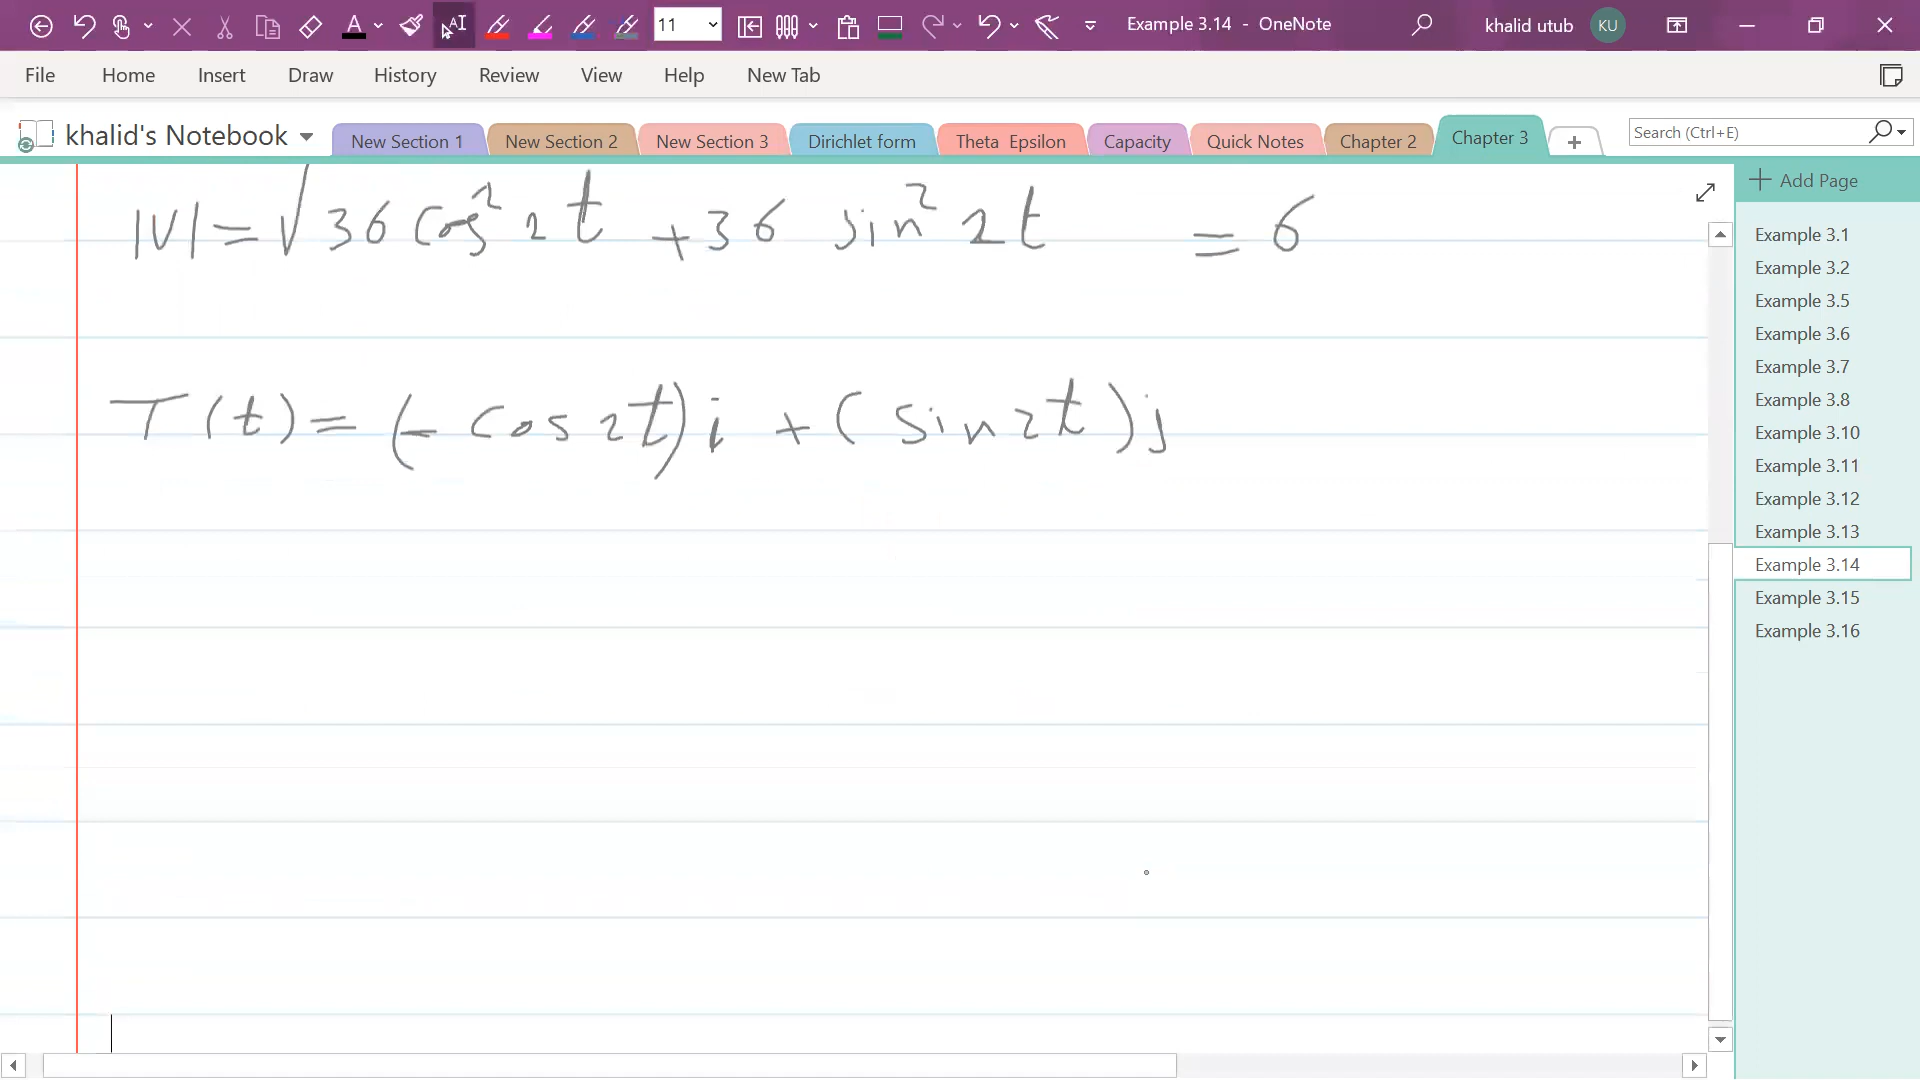 11
Example 3.14 - OneNote
khalid utub
KU
File Home Insert Draw History Review View Help New Tab
khalid's Notebook
New Section 1 New Section 2 New Section 3 Dirichlet form Theta Epsilon Capacity Quick Notes Chapter 2 Chapter 3
Search (Ctrl+E)
|V| = √36 cos² 2t + 36 sin² 2t = 6
T(t) = (- cos 2t) i + (sin 2t) j
Add Page
Example 3.1
Example 3.2
Example 3.5
Example 3.6
Example 3.7
Example 3.8
Example 3.10
Example 3.11
Example 3.12
Example 3.13
Example 3.14
Example 3.15
Example 3.16